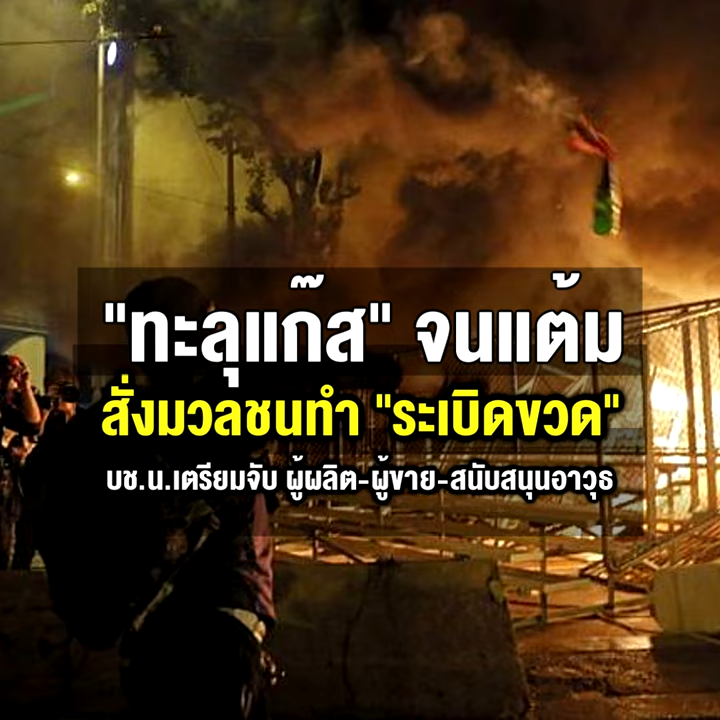 "ทะลุแก๊ส" จนแต้ม
สั่งมวลชนทำ "ระเบิดขวด"
บช.น.เตรียมจับ ผู้ผลิต-ผู้ขาย-สนับสนุนอาวุธ